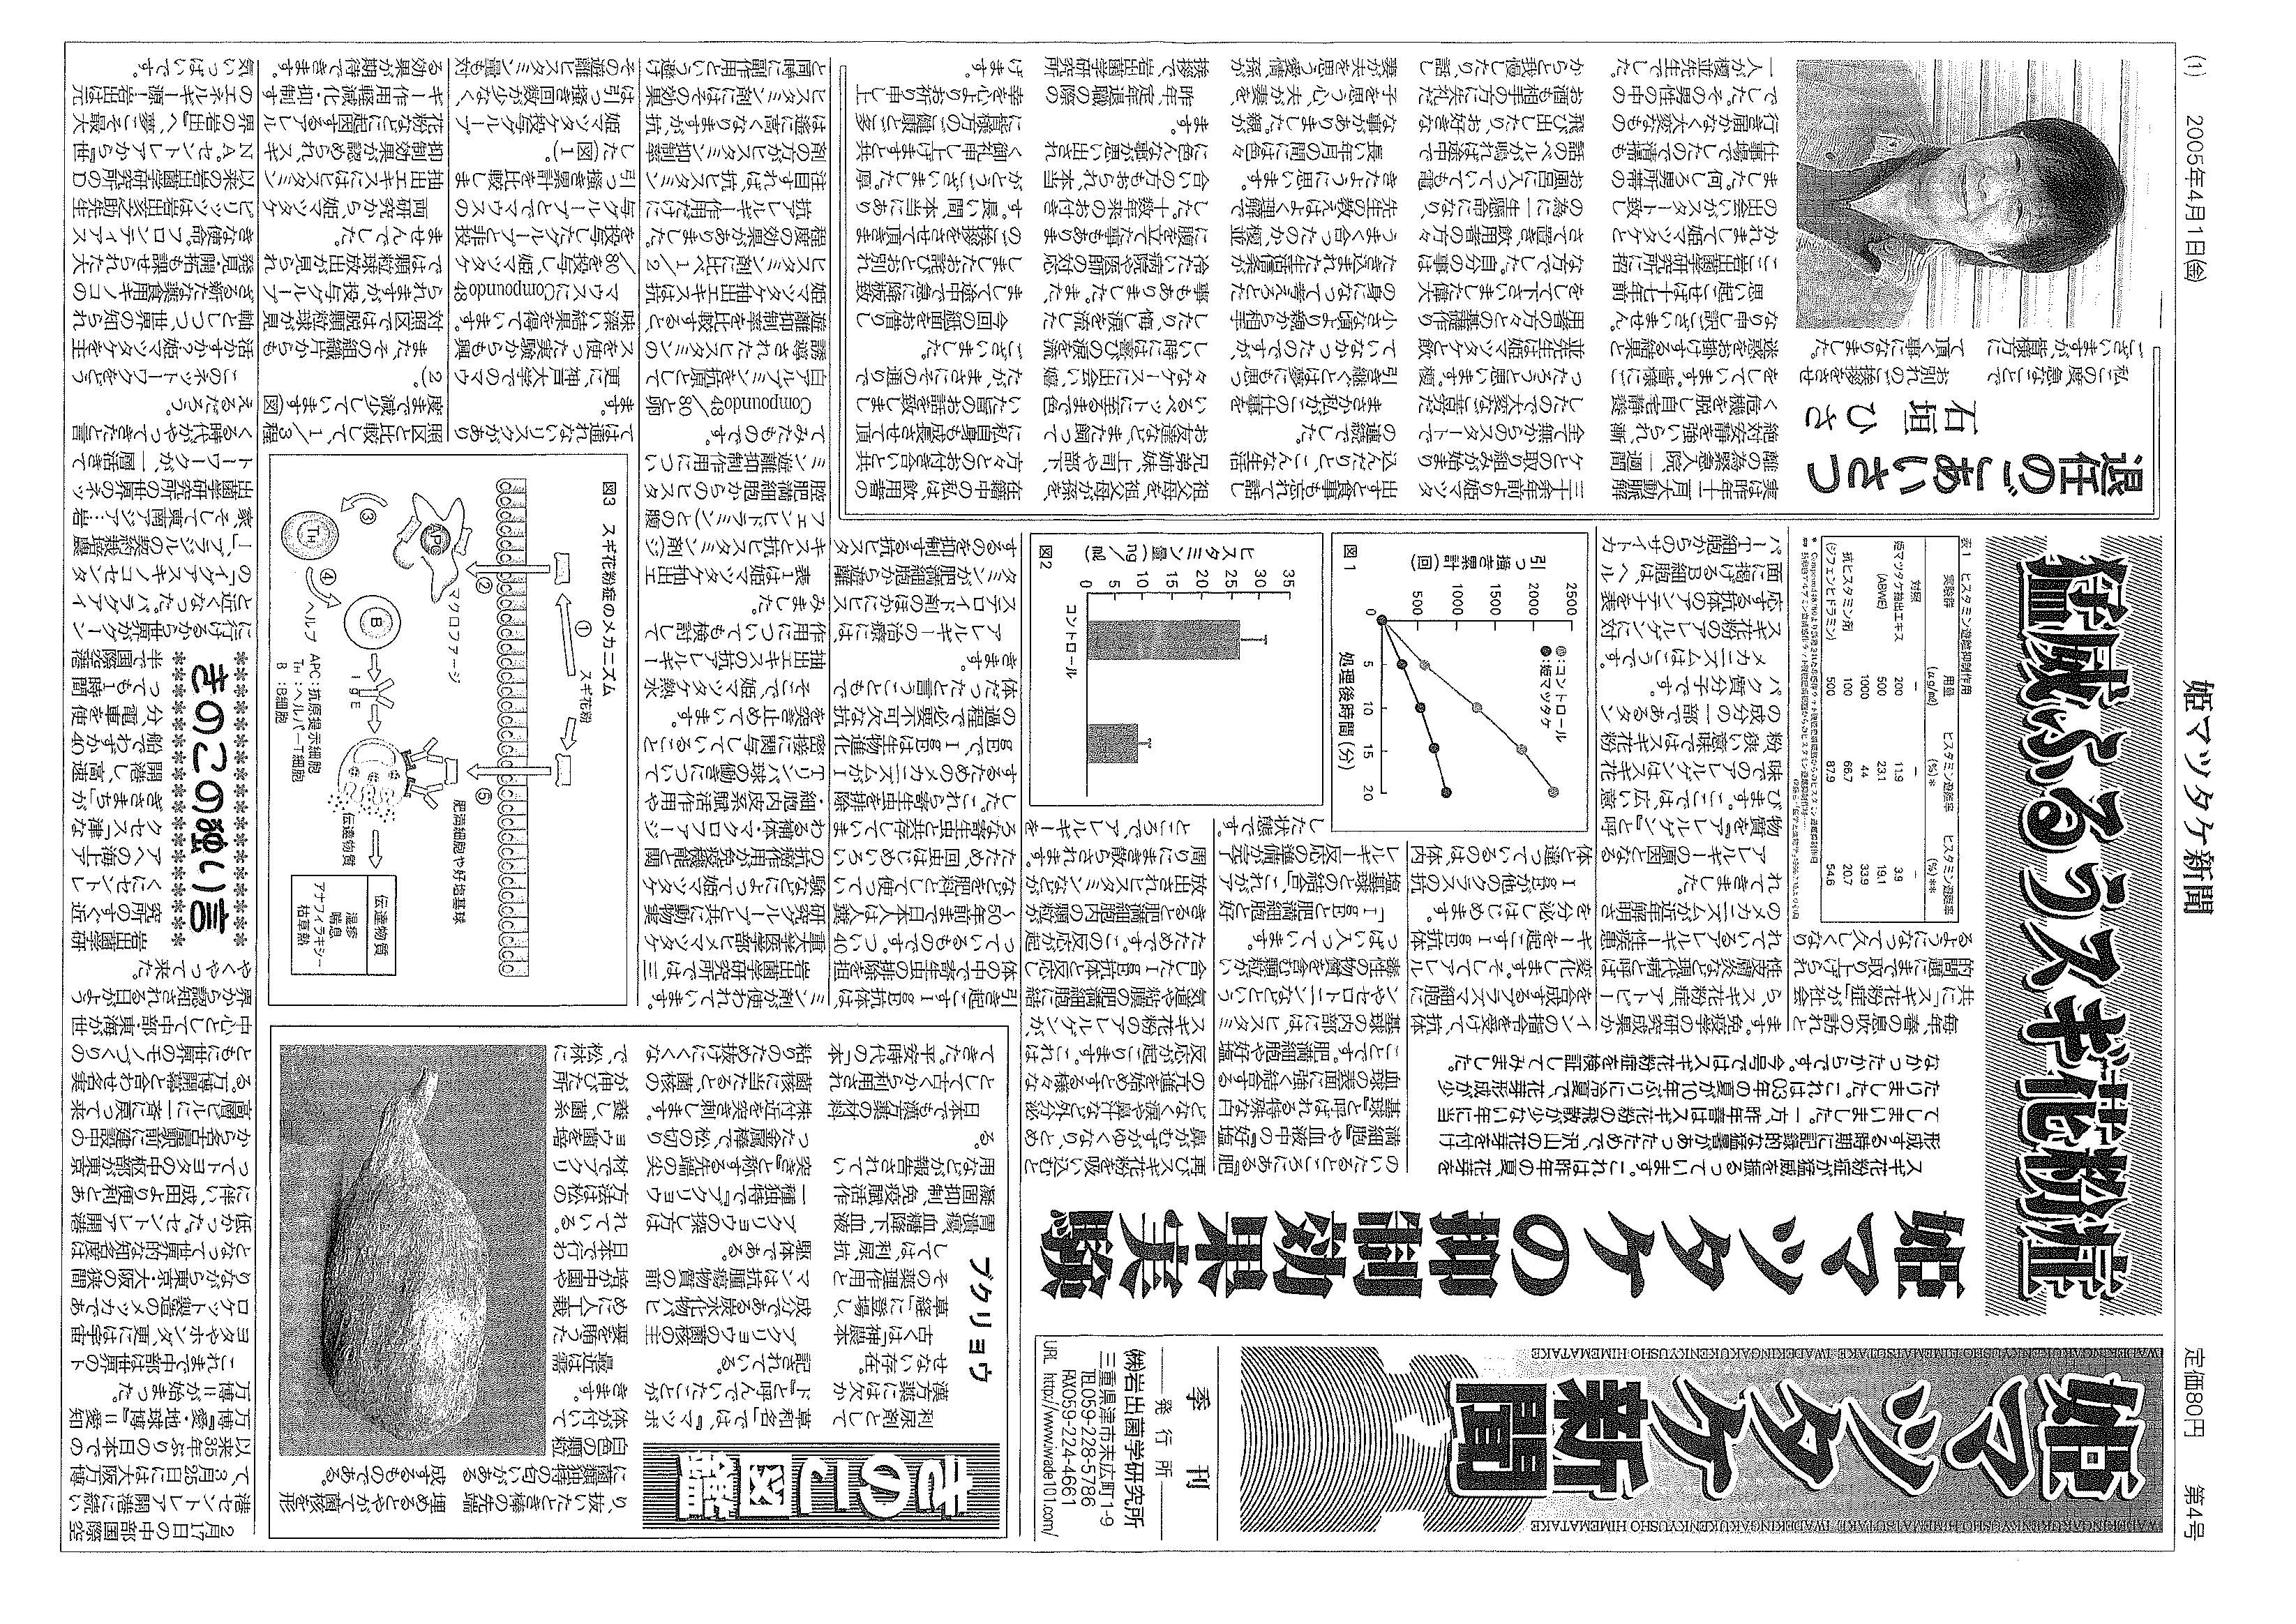 (1) 2005年4月1日㈮
姫マツタケ新聞
定価80円 第4号
姫マツタケ新聞
季 刊
発行所
㈱岩出菌学研究所
三重県津市末広町1-9
TEL059-228-5786
FAX059-224-4661
URL http://www.iwade101.com/
猛威ふるうスギ花粉症
姫マツタケの抑制効果実験
スギ花粉症が猛威を振るっています。これは昨年の夏、花芽を
形成する時期に記録的な猛暑があったためで、沢山の花芽を付け
てしまいました。一方、昨年春はスギ花粉の飛散が少ない年に当
たりました。これは03年の夏が10年ぶりに冷夏で、花芽形成が少
なかったからです。今号ではスギ花粉症を検証してみました。
毎年、春の息吹の訪れと
共に「スギ花粉症」が社会
的問題にまで取り上げられ
るようになって久しくなり
ます。免疫学の研究成果か
ら、スギ花粉症、アトピー
性皮膚炎など現代病と呼ば
れているアレルギー性疾患
のメカニズムが近年解明さ
れてきました。
アレルギーの原因となる
物質を『アレルゲン』と呼
びます。ここでは、広い意
味でのアレルゲンはスギ花
粉、狭い意味ではスギ花粉
の成分の一部であるタン
パク質分子です。
メカニズムはこうです。
スギ花粉のアレルゲンに対
応する抗体のアンテナを表
面に掲げるB細胞は、ヘル
パーT細胞からのサイトカ
インの指令を受けて、抗体
を合成するプラズマ細胞に
変化します。そしてアレル
ギーを起こすIgE抗体
を分泌しはじめます。
IgEが他のクラスの抗
体と違っているのは、体内
のいたるところにある『肥
満細胞』や血液中の『好塩
基球』と呼ばれる特殊な白
血球の表面に強く結合する
ことです。肥満細胞や好塩
基球の内部には、ヒスタミ
ンやセロトニンなどという
毒性の物質を含む顆粒がい
っぱい入っています。
「IgEと肥満細胞と好
塩基球との結合」、これがア
レルギー反応の準備が完了
した状態です。
再びスギ花粉を吸い込むと
鼻がむずがゆくなり、とめ
どなく涙や鼻汁など外分泌
の亢進を始めとする様々な
反応が起こります。これは
スギ花粉のアレルゲンが、
気道や粘膜の肥満細胞に結
合したIgE抗体と反応し
たためです。この反応が起
きると肥満細胞内の顆粒が
放出されヒスタミンなどが
周りにまき散らされます。
ところで、アレルギーを
引き起こすIgE抗体は、
体の中で寄生虫の排除を担
っているものです。つい40
～50年前まで日本人は人糞
などを肥料として使ってい
たため、回虫はじめいろい
ろな寄生虫と共存していま
した。これら寄生虫を排除
するためのメカニズムがI
gEで、IgEは生物進化
の過程で必要不可欠な抗
体だったと言うこともで
きます。
アレルギーの治療には、
ステロイド剤のほかにヒス
タミンが肥満細胞から遊離
するのを抑制する抗ヒスタ
ミン剤が使われています。
岩出菌学研究所では、三
重大学医学部ヒメマツタケ
研究グループと共に動物実
験などによって姫マツタケ
の抗癌作用が免疫機能と関
わる補体・マクロファージ
・細胞内皮系賦活作用や
Tリンパ球の働きについて
密接に関与していること
を突き止めています。
そこで、姫マツタケ熱水
抽出エキスの抗アレルギー
作用についても検討して
みました。
表1は姫マツタケ抽出エ
キスと抗ヒスタミン剤(ジ
フェンヒドラミン)との腹
腔肥満細胞からのヒスタ
ミン遊離抑制作用につい
てみたものです。
Compound48/80と卵
白アルブミンを抗原として
誘導されたヒスタミンの
遊離抑制率を比較すると、
姫マツタケ抽出エキスは抗
ヒスタミン剤に比べ1/2
程度の効果がありました。
抗アレルギー作用だけに
注目すれば、抗ヒスタミン
剤の方がヒスタミン抑制率
は遙に高くなりますが、抗
ヒスタミン剤にはその効果
と同時に副作用という避け
ては通れないリスクがあり
ます。
更に、神戸大学でのマウ
スを使った実験からも興
味深い結果を得ています。
マウスにCompound48
/80を投与し、姫マツタケ
を投与したグループと非投
与グループとでマウスの
引っ掻き累計を比較しま
した(図1)。
姫マツタケ投与グループ
は引っ掻き回数が少なく、
その遊離ヒスタミン量も対
照区と比較して、1/3程
度まで減少しています(図
2)。
また、その組織片からも
対照区では脱顆粒球が見
られますが、投与グループ
では顆粒球放出が見られ
ませんでした。
両研究から、姫マツタケ
抽出エキスにはヒスタミン
抑制効果が認められ、スギ
花粉などに起因するアレル
ギー作用軽減化・抑制す
る効果が期待できます。
表1 ヒスタミン遊離抑制作用
実験群 用量(μg/mℓ) ヒスタミン遊離率(%)* ヒスタミン遊離率(%)**
対照 － － －
姫マツタケ抽出エキス 200 11.9 3.9
(ABWE) 500 23.1 19.1
1000 44 33.9
抗ヒスタミン剤 100 66.7 20.7
(ジフェンヒドラミン) 500 87.9 54.6
引っ掻き累計(回)
2500
2000
1500
1000
500
0
●:コントロール
●:姫マツタケ
0 5 10 15 20
図1 処理後時間(分)
ヒスタミン量(ng/mℓ)
35
30
25
20
15
10
5
0
コントロール
図2
図3 スギ花粉症のメカニズム
① スギ花粉
②
⑤
マクロファージ
APC
肥満細胞や好塩基球
③
B
IgE
伝達物質
伝達物質
湿疹
喘息
アナフィラキシー
枯草熱
④
ヘルプ
TH
APC:抗原提示細胞
TH:ヘルパーT細胞
B:B細胞
退任のごあいさつ
石垣 ひさ
私この度、急なことで
ございますが、皆様方に
お別れのご挨拶をさせ
て頂く事になりました。
実は昨年十二月大動脈解
離の為緊急入院、一週間
絶対安静を強いられ、漸
く危機を脱し自宅静養
をしています。皆様にご
迷惑をお掛けする結果と
なり申し訳ございません。
思い起こせば十七年前
ここ岩出菌学研究所に招
かれまして姫マツタケと
の出会いがスタート致し
ました。何しろ男所帯の
仕事場でしたので清掃も
行き届かなく大変なもの
でした。その男性の中の
一人が榎並先生でした。
三十余年前より姫マツタ
ケとの取り組みが始まり
全て無からのスタートで
したので大変なご苦労だ
ったろうと思います。榎
並先生は姫マツタケと飲
用者の方々との基礎作り
をして下さいました偉大
な方でした。自分の事は
さて置き、飲用者の方々
の為に一生懸命になり、
お風呂に入っていても電
話のベルが鳴れば途中で
飛び出したり、お好きな
お酒も相手の方に失礼だ
からと我慢したり、話し
出すと食事も忘れて話し
込んだりと、こんな生活
の連続でした。
まさか私がこの仕事を
引き継ぐとは夢にも思っ
ていなかったのですが、
小さな頃より親から相手
の身になって考えろとた
たき込まれた生活信条が
うまく合ったのか、榎並
先生の教えはよく理解で
きたように思います。
長い年月の間には色々
な事がありました。親が
子を思う心、夫が妻を、
妻が夫を思う愛情、孫が
祖父母を、祖父母が孫を、
兄弟姉妹、上司や部下、
お友達など、また飼って
いるペットに至るまで色
々なケースに出会い、嬉
しい時には喜びの涙を流
したり、悔し涙を流した
事もありました。また、
冷たい病院や医師の対応
に腹を立てた事もありま
した。十数年来のお付き
合いの方もおられ、本当
に色んな事が思い出され
ます。
昨年、定年退職の際の
挨拶で、岩出菌学研究所
在籍中の私は、飲用者の
方々とのお付き合いと共
に私自身も成長させて頂
いた旨のお話を致しまし
たが、まさにその通りで
ございました。
今回の紙面をお借りし
まして途中で急に降板致
しましたお詫びとお別れ
のご挨拶をさせて頂きま
す。長い間、本当にあり
がとうございました。厚
く御礼申し上げますと共
に皆様方のご健康とご多
幸を心よりお祈り申し上
げます。
きのこ図鑑
ブクリョウ
利尿剤として
漢方薬には欠か
せない存在。
古くは「神農本
草経」に登場し、
その薬理作用と
しては、利尿、抗
胃潰瘍、血糖降下、血液
凝固抑制、免疫賦活作
用などが報告されてい
る。
日本でも漢方薬の材料
として古くから利用され
てきた。平安時代の「本
草和名」では、『マツボ
ド』と呼んでいたことが
記されている。
ブクリョウの菌核の主
成分である炭水化物パヒ
マンは抗腫瘍物質の前
駆体である。
ブクリョウの探し方は
一種独特で『ブクリョウ
突き』と称する先端の尖
った金属棒で、松の切り
株付近を突き刺します。
菌核に当たると、菌核の
粘りのため抜けにくくな
り、抜いたとき棒の先端
に菌類独特の匂いがある
白色の顆粒
体が付いて
きます。
最近は需
要を賄うた
めに人工栽
培が中国や
日本で行わ
れている。
方法は松の
材でブクリ
ョウ菌を培
養し、菌糸
が伸びた所
で、松林に
埋めるとやがて菌核を形
成するものである。
きのこの独り言
2月17日の中部国際空
港セントレア開港に続い
て、3月25日には大阪万博
以来35年ぶりの日本での
万博『愛・地球博』＝愛知
万博＝が始まった。
これまで中部は世界のト
ヨタやホンダ、更には宇宙
ロケット製造のメッカであ
りながら東京・大阪の狭間
となって世界的な知名度は
低かった。セントレア開港
に伴い、成田より便利とあ
ってトヨタの中枢部が東京
から名古屋駅前に建設中の
高層ビルに一斉に戻って来
る。万博開幕と合わせ名実
ともに世界のモノづくりの
中心として中部・東海が世
界から認知される日がよう
やくやって来た。
岩出菌学研
究所のすぐ近
くにセントレ
アへの海上ア
クセス「津な
ぎさまち」が
開港し、高速
船でわずか40
分、電車を使
っても1時間
半で国際空港
に行けるから世界がグーン
と近くなった。パラグアイ
の「イグアスキノコセンタ
ー」、ブラジルの契約栽培農
家、そして東南アジア…岩
出菌学研究所の世界のネッ
トーワークが、一層活きて
くる時代がやってきたと言
えるだろう。
このネットーワークをどう
活かすか？姫マツタケを主
軸としつつ、世界の知られ
ざる新たな薬食用キノコの
発見・開拓も課せられた大
きな使命。フロンティアス
ピリッツは岩出亥之助先生
以来の岩出菌学研究所のD
NA。セントレアから『世
界の岩出』へ、夢こそ最大
のエネルギー源！岩出は元
気いっぱいです。